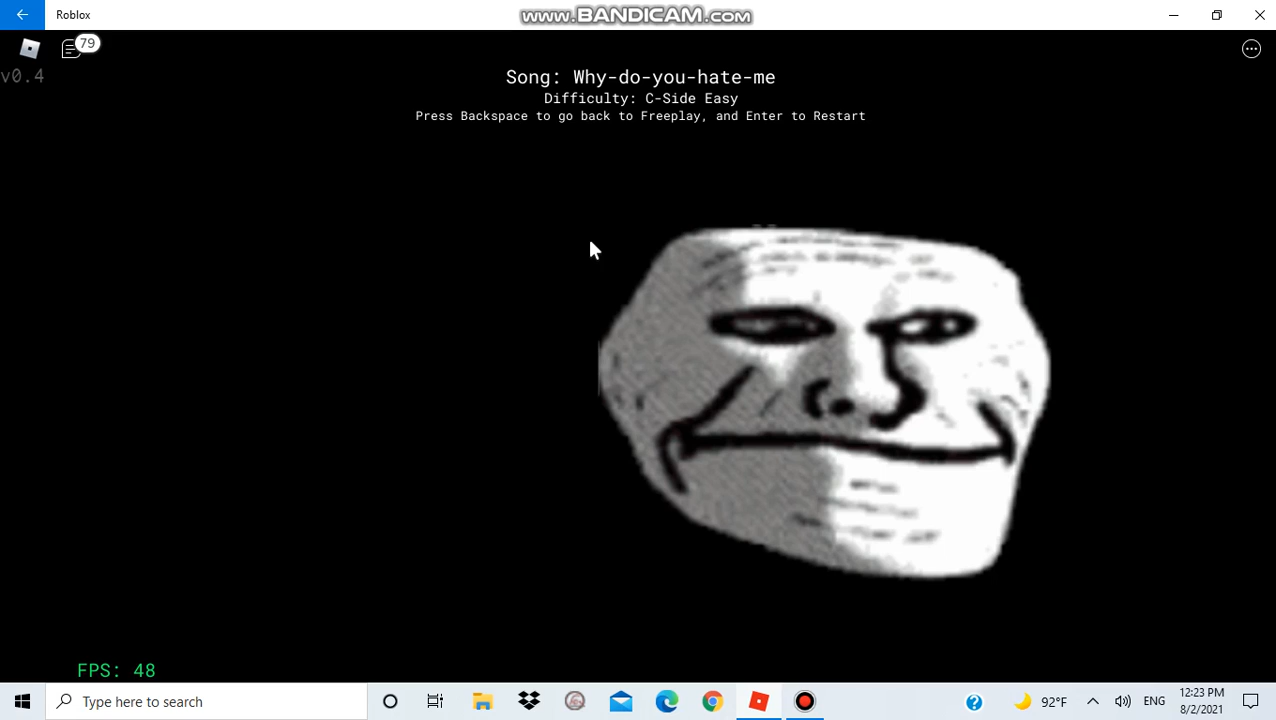 Roblox
www.BANDICAM.com
79
v0.4
Song: Why-do-you-hate-me
Difficulty: C-Side Easy
Press Backspace to go back to Freeplay, and Enter to Restart
FPS: 48
Type here to search
92°F
ENG
12:23 PM
8/2/2021